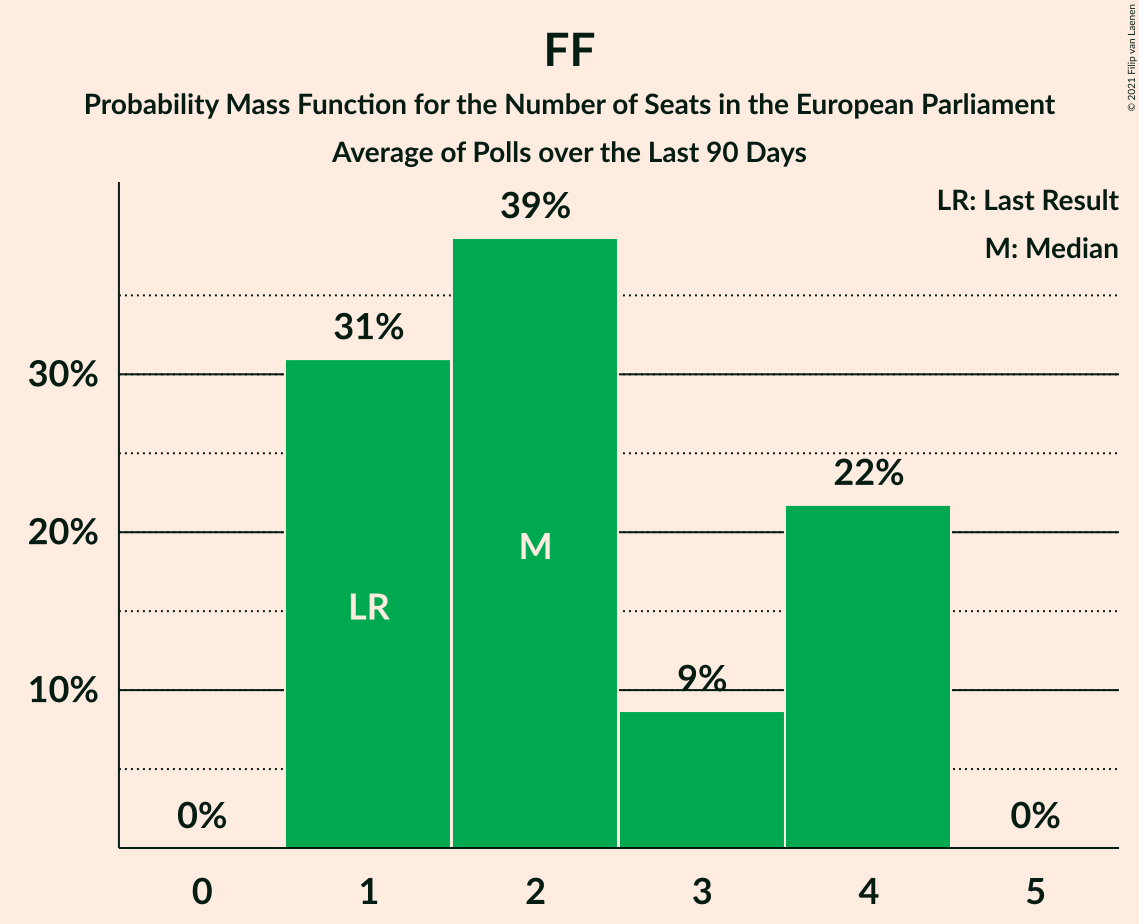 FF
Probability Mass Function for the Number of Seats in the European Parliament
Average of Polls over the Last 90 Days
© 2021 Filip van Laenen
LR: Last Result
M: Median
39%
31%
30%
22%
20%
M
LR
10%
9%
0%
0%
0 1 2 3 4 5